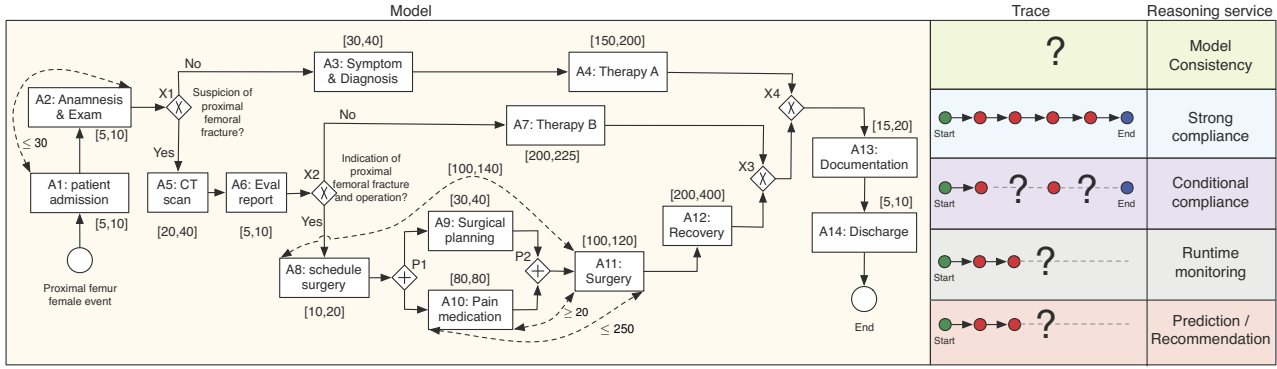 Model
Trace
Reasoning service
[30,40]
[150,200]
No
A3: Symptom
& Diagnosis
A4: Therapy A
X1
A2: Anamnesis
& Exam
Suspicion of
proximal
femoral
fracture?
X4
[5,10]
No
A7: Therapy B
[15,20]
≤ 30
Yes
X2
Indication of
proximal
femoral fracture
and operation?
[200,225]
A13:
Documentation
[100,140]
X3
A1: patient
admission
A5: CT
scan
A6: Eval
report
[30,40]
[200,400]
[5,10]
[5,10]
[20,40]
[5,10]
Yes
A9: Surgical
planning
A12:
Recovery
A14: Discharge
[100,120]
P1
P2
A8: schedule
surgery
A11:
Surgery
[80,80]
Proximal femur
female event
[10,20]
A10: Pain
medication
≥ 20
≤ 250
End
?
Model
Consistency
Start
End
Strong
compliance
? ?
Start
End
Conditional
compliance
?
Start
Runtime
monitoring
?
Start
Prediction /
Recommendation